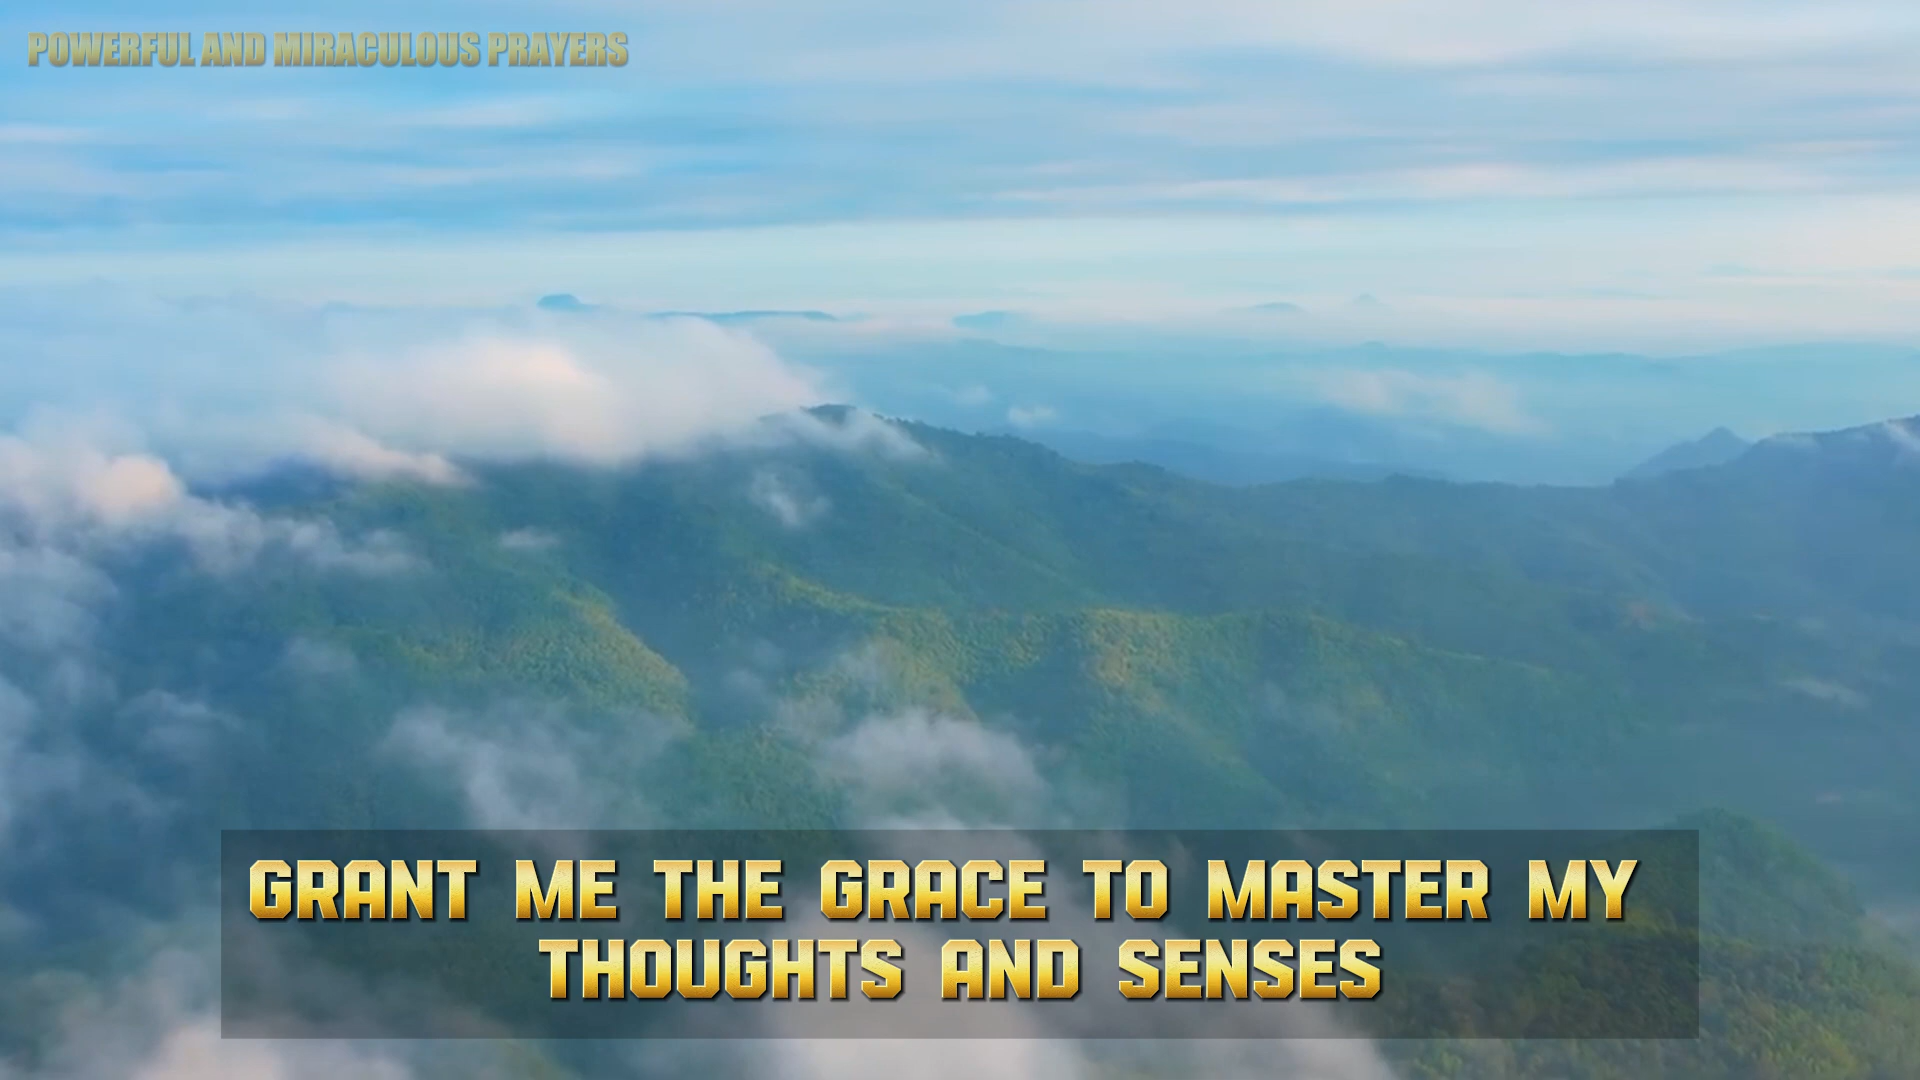 POWERFUL AND MIRACULOUS PRAYERS
GRANT ME THE GRACE TO MASTER MY
THOUGHTS AND SENSES